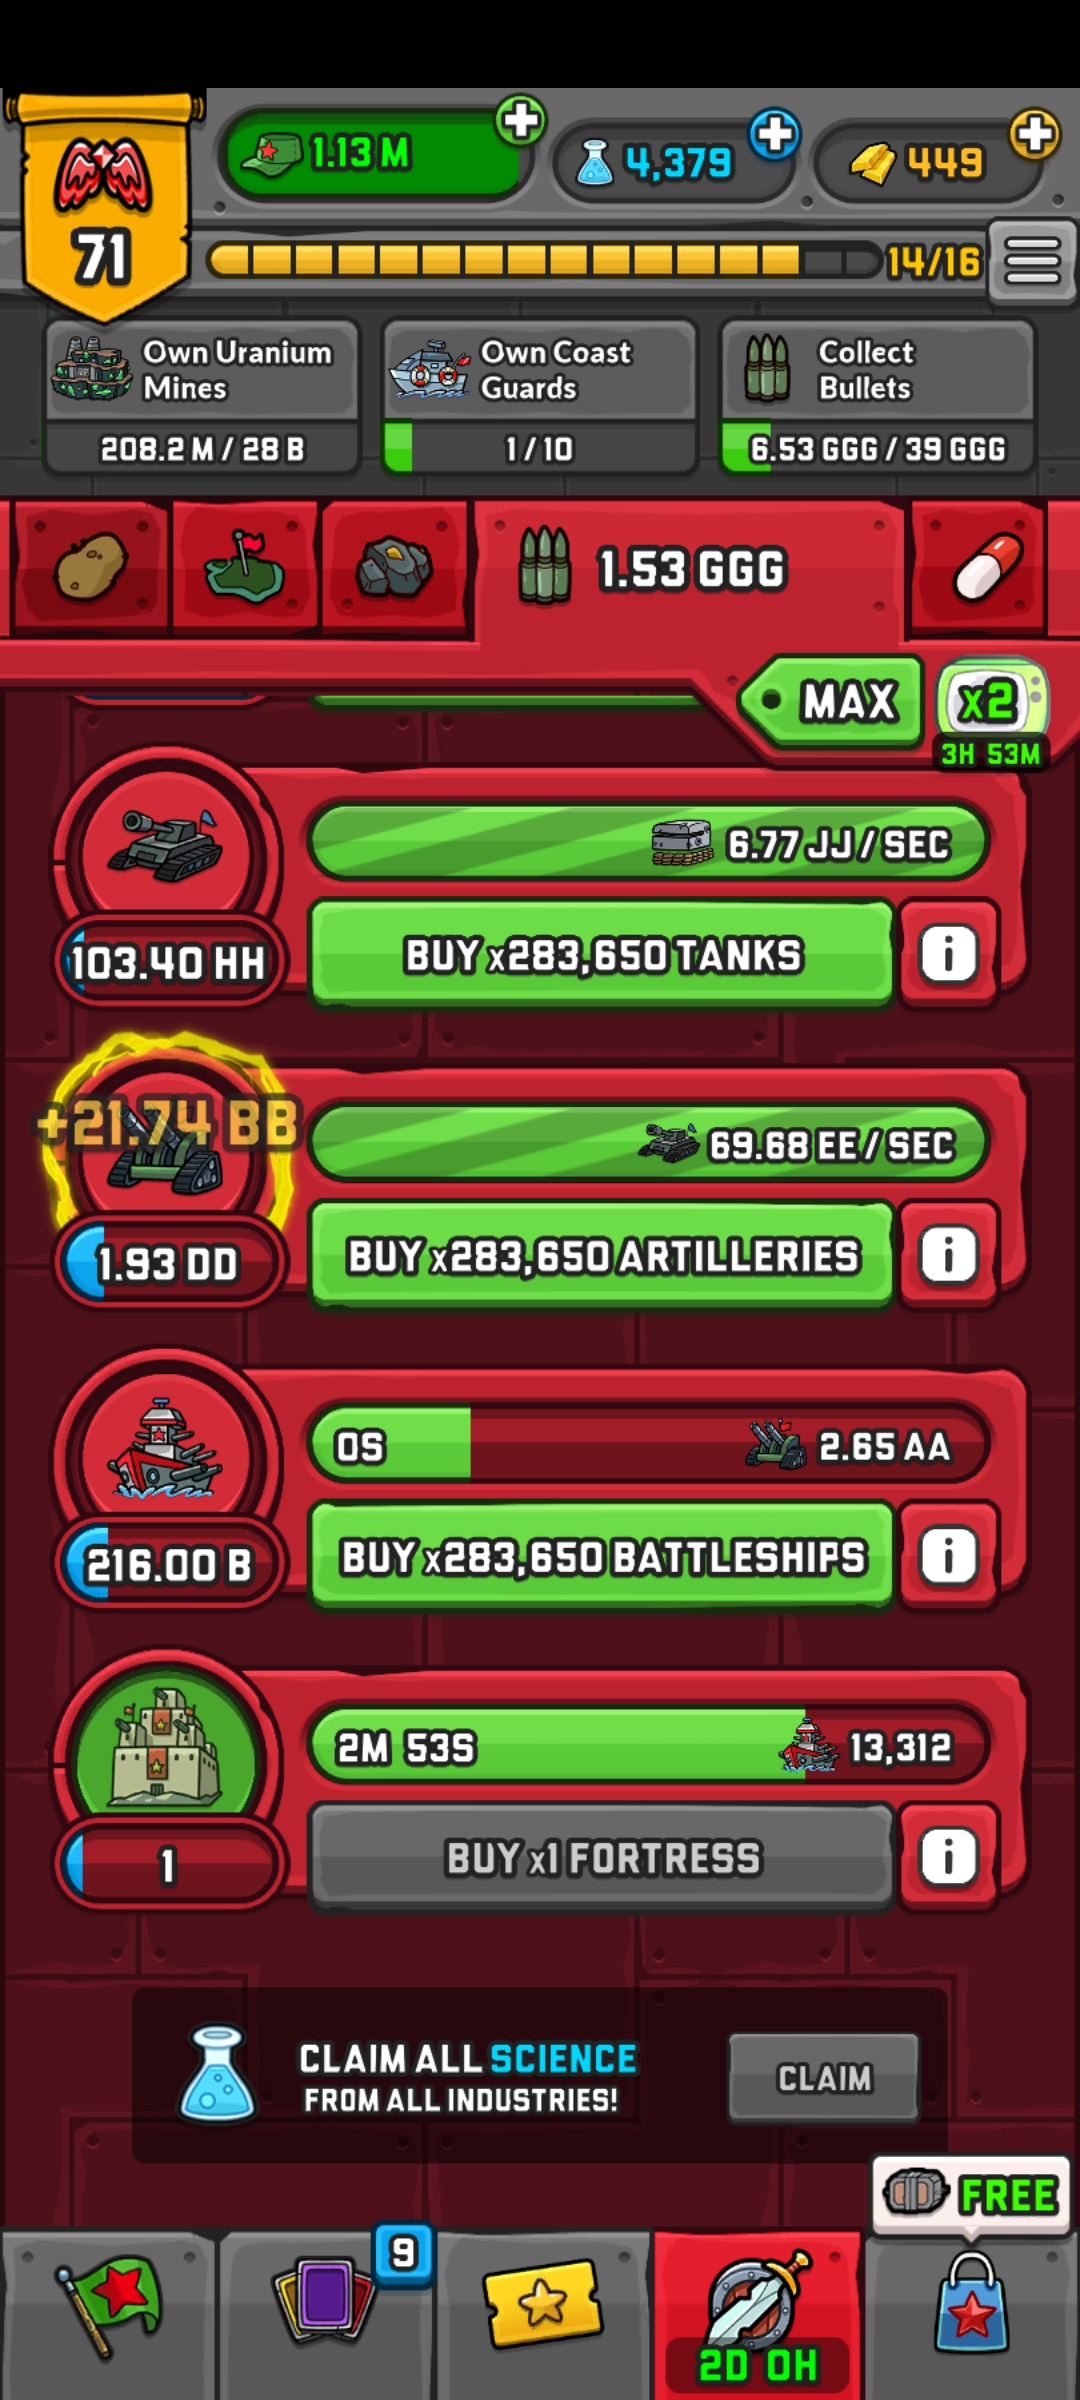 71
1.13 M
4,379
449
14/16
Own Uranium
Mines
208.2 M / 28 B
Own Coast
Guards
1 / 10
Collect
Bullets
6.53 GGG / 39 GGG
1.53 GGG
MAX
x2
3H 53M
6.77 JJ / SEC
103.40 HH
BUY x283,650 TANKS
i
+21.74 BB
69.68 EE / SEC
1.93 DD
BUY x283,650 ARTILLERIES
i
0S
2.65 AA
216.00 B
BUY x283,650 BATTLESHIPS
i
2M 53S
13,312
1
BUY x1 FORTRESS
i
CLAIM ALL SCIENCE
FROM ALL INDUSTRIES!
CLAIM
FREE
9
2D 0H